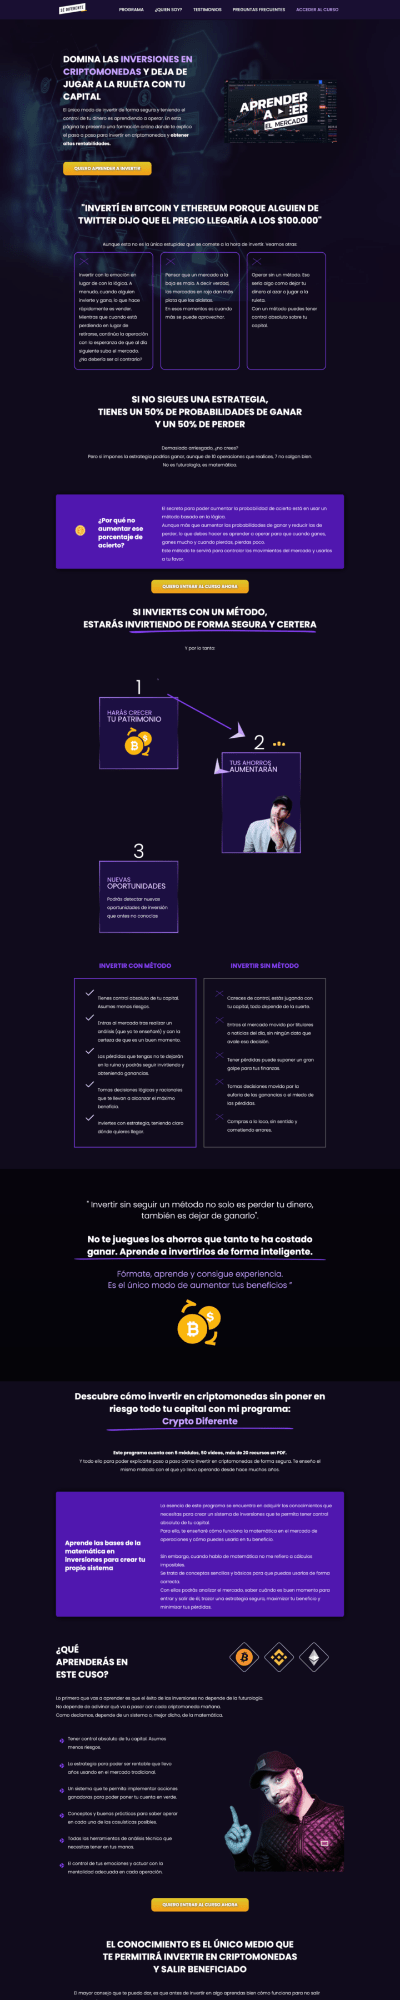 SÉ DIFERENTE
PROGRAMA
¿QUIEN SOY?
TESTIMONIOS
PREGUNTAS FRECUENTES
ACCEDER AL CURSO
DOMINA LAS INVERSIONES EN
CRIPTOMONEDAS Y DEJA DE
JUGAR A LA RULETA CON TU
CAPITAL
El único modo de invertir de forma segura y teniendo el
control de tu dinero es aprendiendo a operar. En esta
página te presento una formación online donde te explico
el paso a paso para invertir en criptomonedas y obtener
altas rentabilidades.
QUIERO APRENDER A INVERTIR
APRENDER
A
EL MERCADO
"INVERTÍ EN BITCOIN Y ETHEREUM PORQUE ALGUIEN DE
TWITTER DIJO QUE EL PRECIO LLEGARÍA A LOS $100.000"
Aunque esta no es la única estupidez que se comete a la hora de invertir. Veamos otras
Invertir con la emoción en
lugar de con la lógica. A
menudo, cuando alguien
invierte y gana, lo que hace
rápidamente es vender.
Mientras que cuando está
perdiendo en lugar de
retirarse, continúa la operación
con la esperanza de que al día
siguiente suba el mercado.
¿No debería ser al contrario?
Pensar que un mercado a la
baja es malo. A decir verdad,
los mercados en rojo dan más
plata que los alcistas.
En esos momentos es cuando
más se puede aprovechar.
Operar sin un método. Eso
sería algo como dejar tu
dinero al azar o jugar a la
ruleta.
Con un método puedes tener
control absoluto sobre tu
capital.
SI NO SIGUES UNA ESTRATEGIA,
TIENES UN 50% DE PROBABILIDADES DE GANAR
Y UN 50% DE PERDER
Demasiado arriesgado, ¿no crees?
Pero si impones la estrategia podrías ganar, aunque de 10 operaciones que realices, 7 no salgan bien.
No es futurología, es matemática.
¿Por qué no
aumentar ese
porcentaje de
acierto?
El secreto para poder aumentar la probabilidad de acierto está en usar un
método basado en la lógica.
Aunque más que aumentar las probabilidades de ganar y reducir las de
perder, lo que debes hacer es aprender a operar para que cuando ganes,
ganes mucho y cuando pierdas, pierdas poco.
Este método te servirá para controlar los movimientos del mercado y usarlos
a tu favor.
QUIERO ENTRAR AL CURSO AHORA
SI INVIERTES CON UN MÉTODO,
ESTARÁS INVIRTIENDO DE FORMA SEGURA Y CERTERA
Y por lo tanto:
1
HARÁS CRECER
TU PATRIMONIO
2
TUS AHORROS
AUMENTARÁN
3
NUEVAS
OPORTUNIDADES
Podrás detectar nuevas
oportunidades de inversión
que antes no conocías
INVERTIR CON MÉTODO
Tienes control absoluto de tu capital.
Asumes menos riesgos.
Entras al mercado tras realizar un
análisis (que yo te enseñaré) y con la
certeza de que es un buen momento.
Las pérdidas que tengas no te dejarán
en la ruina y podrás seguir invirtiendo y
obteniendo ganancias.
Tomas decisiones lógicas y racionales
que te llevan a alcanzar el máximo
beneficio.
Inviertes con estrategia, teniendo claro
dónde quieres llegar.
INVERTIR SIN MÉTODO
Careces de control, estás jugando con
tu capital, todo depende de la suerte.
Entras al mercado movido por titulares
o noticias del día, sin ningún dato que
avale esa decisión.
Tener pérdidas puede suponer un gran
golpe para tus finanzas.
Tomas decisiones movido por la
euforia de las ganancias o el miedo de
las pérdidas.
Compras a lo loco, sin sentido y
cometiendo errores.
" Invertir sin seguir un método no solo es perder tu dinero,
también es dejar de ganarlo".
No te juegues los ahorros que tanto te ha costado
ganar. Aprende a invertirlos de forma inteligente.
Fórmate, aprende y consigue experiencia.
Es el único modo de aumentar tus beneficios "
Descubre cómo invertir en criptomonedas sin poner en
riesgo todo tu capital con mi programa:
Crypto Diferente
Este programa cuenta con 5 módulos, 50 vídeos, más de 20 recursos en PDF.
Y todo ello para poder explicarte paso a paso cómo invertir en criptomonedas de forma segura. Te enseño el
mismo método con el que yo llevo operando desde hace muchos años.
Aprende las bases de la
matemática en
inversiones para crear tu
propio sistema
La esencia de este programa se encuentra en adquirir los conocimientos que
necesitas para crear un sistema de inversiones que te permita tener control
absoluto de tu capital.
Para ello, te enseñaré cómo funciona la matemática en el mercado de
operaciones y cómo puedes usarla en tu beneficio.
Sin embargo, cuando hablo de matemática no me refiero a cálculos
imposibles.
Se trata de conceptos sencillos y básicos para que puedas usarlos de forma
correcta.
Con ellos podrás analizar el mercado, saber cuándo es buen momento para
entrar y salir de él, trazar una estrategia segura, maximizar tu beneficio y
minimizar tus pérdidas.
¿QUÉ
APRENDERÁS EN
ESTE CUSO?
Lo primero que vas a aprender es que el éxito de las inversiones no depende de la futurología.
No depende de adivinar qué va a pasar con cada criptomoneda mañana.
Como decíamos, depende de un sistema o, mejor dicho, de la matemática.
Tener control absoluto de tu capital. Asumes
menos riesgos.
La estrategia para poder ser rentable que llevo
años usando en el mercado tradicional.
Un sistema que te permita implementar acciones
ganadoras para poder poner tu cuenta en verde.
Conceptos y buenas prácticas para saber operar
en cada una de las casuísticas posibles.
Todas las herramientas de análisis técnico que
necesitas tener en tus manos.
El control de tus emociones y actuar con la
mentalidad adecuada en cada operación.
QUIERO ENTRAR AL CURSO AHORA
EL CONOCIMIENTO ES EL ÚNICO MEDIO QUE
TE PERMITIRÁ INVERTIR EN CRIPTOMONEDAS
Y SALIR BENEFICIADO
El mayor consejo que te puedo dar, es que antes de invertir en algo aprendas bien cómo funciona para no salir